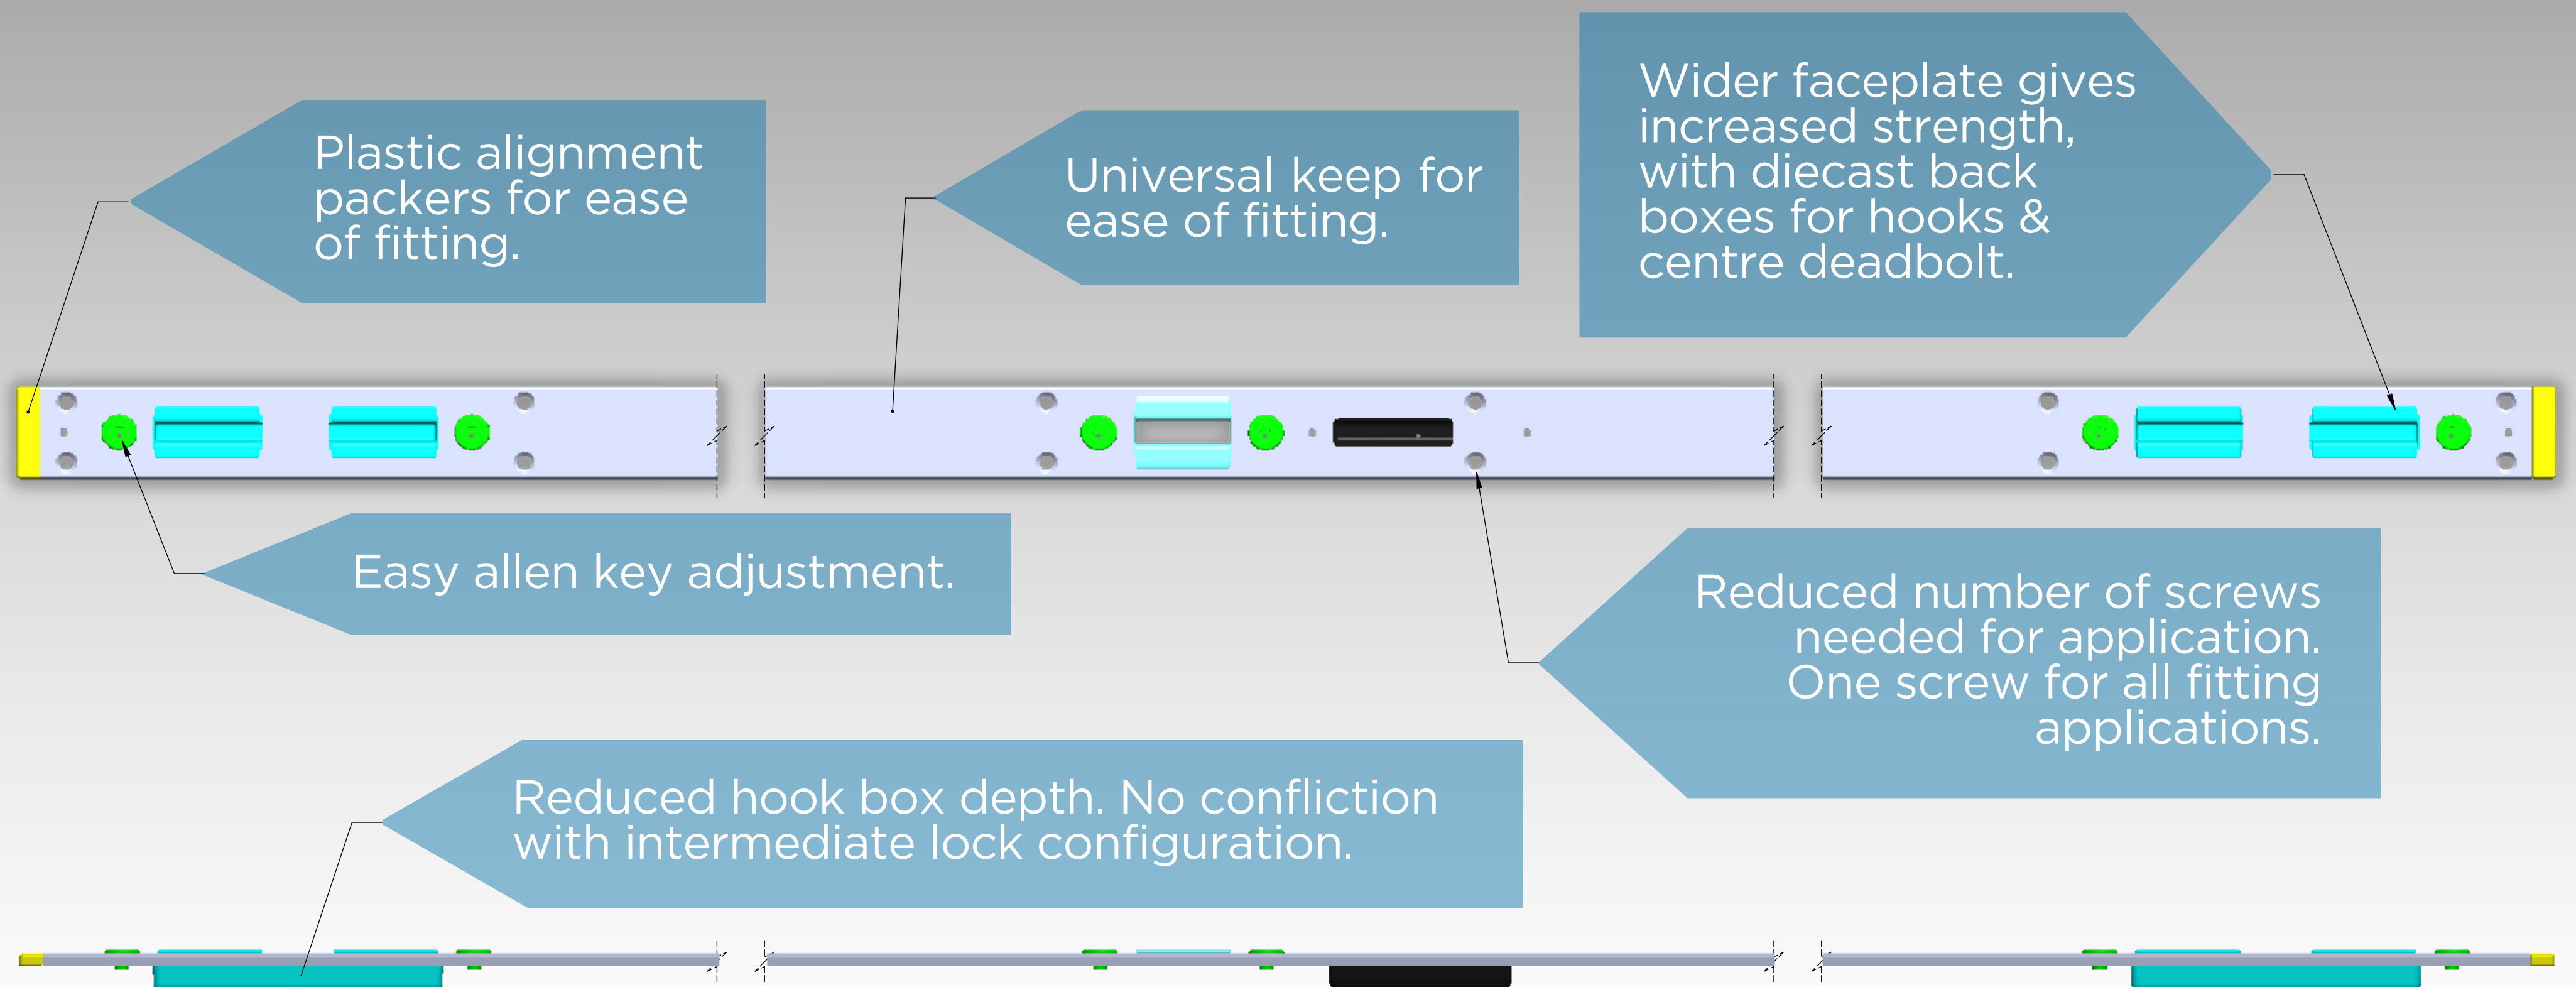 Plastic alignment
packers for ease
of fitting.
Universal keep for
ease of fitting.
Wider faceplate gives
increased strength,
with diecast back
boxes for hooks &
centre deadbolt.
Easy allen key adjustment.
Reduced number of screws
needed for application.
One screw for all fitting
applications.
Reduced hook box depth. No confliction
with intermediate lock configuration.